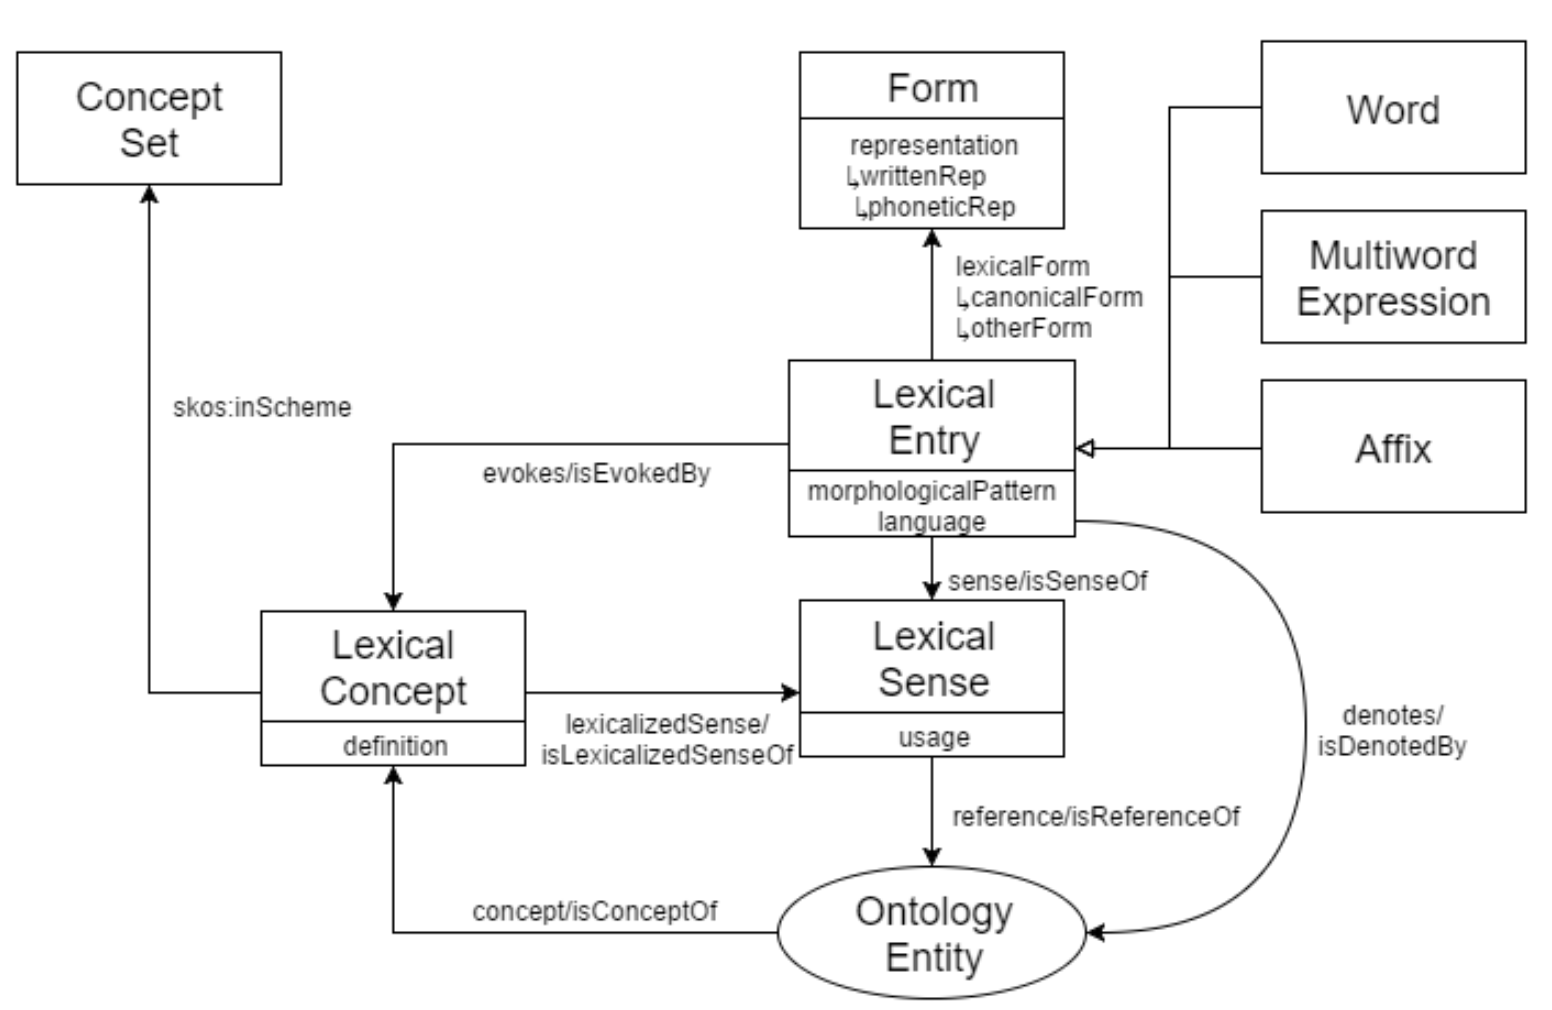 Concept
Set
Form
representation
↳writtenRep
↳phoneticRep
Word
Multiword
Expression
Affix
lexicalForm
↳canonicalForm
↳otherForm
Lexical
Entry
morphologicalPattern
language
skos:inScheme
evokes/isEvokedBy
sense/isSenseOf
Lexical
Concept
definition
lexicalizedSense/
isLexicalizedSenseOf
Lexical
Sense
usage
denotes/
isDenotedBy
reference/isReferenceOf
concept/isConceptOf
Ontology
Entity